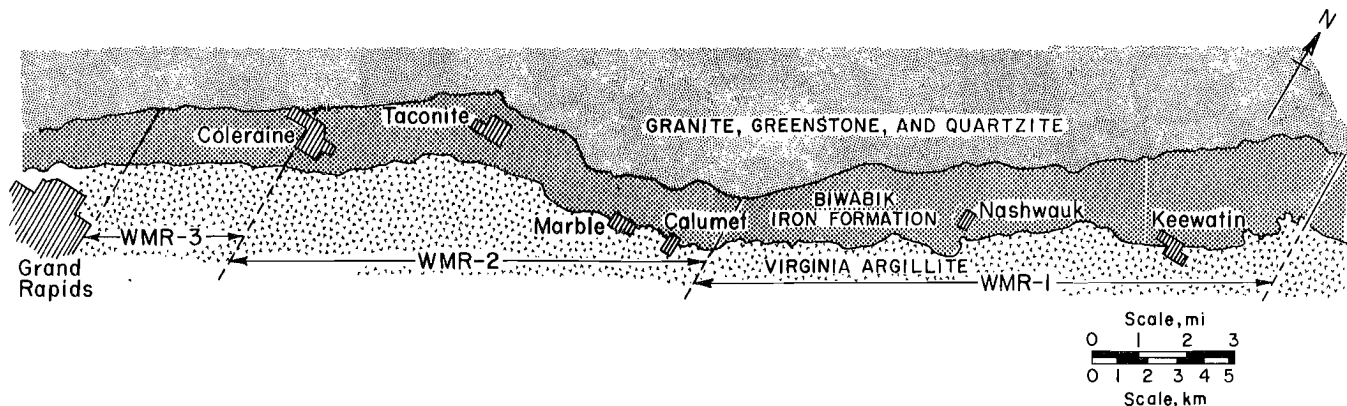 N
Taconite
Coleraine
GRANITE, GREENSTONE, AND QUARTZITE
BIWABIK
IRON FORMATION
Nashwauk
Marble
Calumet
Keewatin
WMR-3
WMR-2
VIRGINIA ARGILLITE
WMR-1
Grand
Rapids
Scale, mi
0 1 2 3
0 1 2 3 4 5
Scale, km